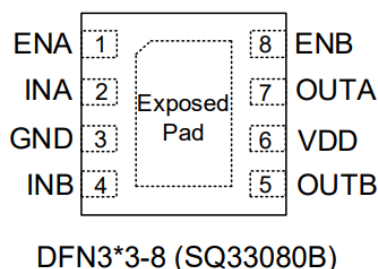 ENA 1 8 ENB
INA 2 7 OUTA
Exposed
Pad
GND 3 6 VDD
INB 4 5 OUTB
DFN3*3-8 (SQ33080B)